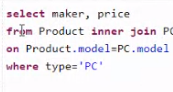 select maker, price
from Product inner join PC
on Product.model=PC.model
where type='PC'